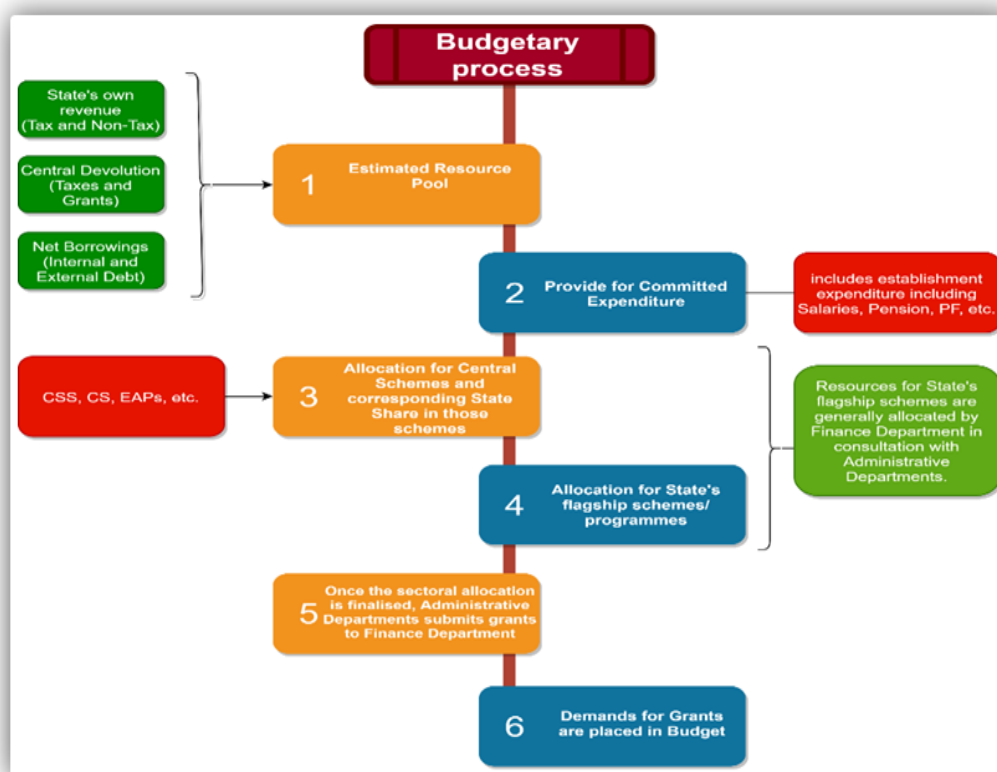 Budgetary
process
State's own
revenue
(Tax and Non-Tax)
Central Devolution
(Taxes and
Grants)
Net Borrowings
(Internal and
External Debt)
1
Estimated Resource
Pool
2
Provide for Committed
Expenditure
includes establishment
expenditure including
Salaries, Pension, PF, etc.
CSS, CS, EAPs, etc.
3
Allocation for Central
Schemes and
corresponding State
Share in those
schemes
Resources for State's
flagship schemes are
generally allocated by
Finance Department in
consultation with
Administrative
Departments.
4
Allocation for State's
flagship schemes/
programmes
5
Once the sectoral allocation
is finalised, Administrative
Departments submits grants
to Finance Department
6
Demands for Grants
are placed in Budget